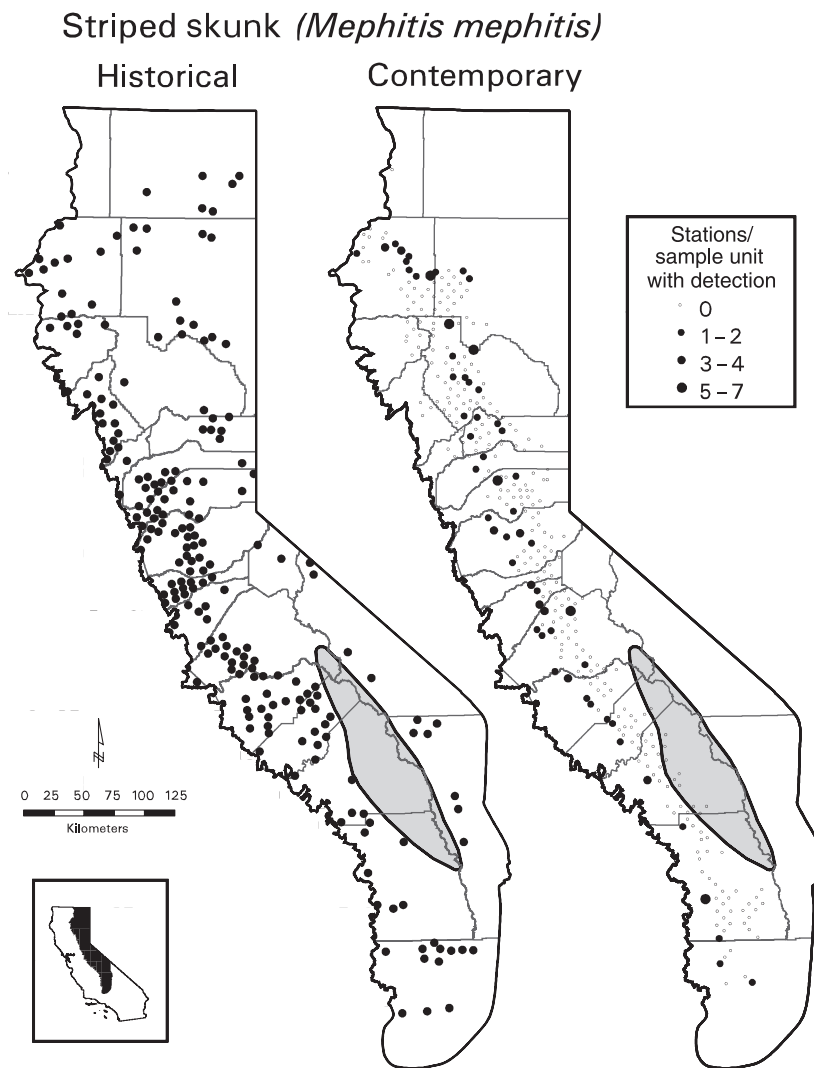 Striped skunk (Mephitis mephitis)
Historical
Contemporary
Stations/
sample unit
with detection
0
1–2
3–4
5–7
N
0 25 50 75 100 125
Kilometers